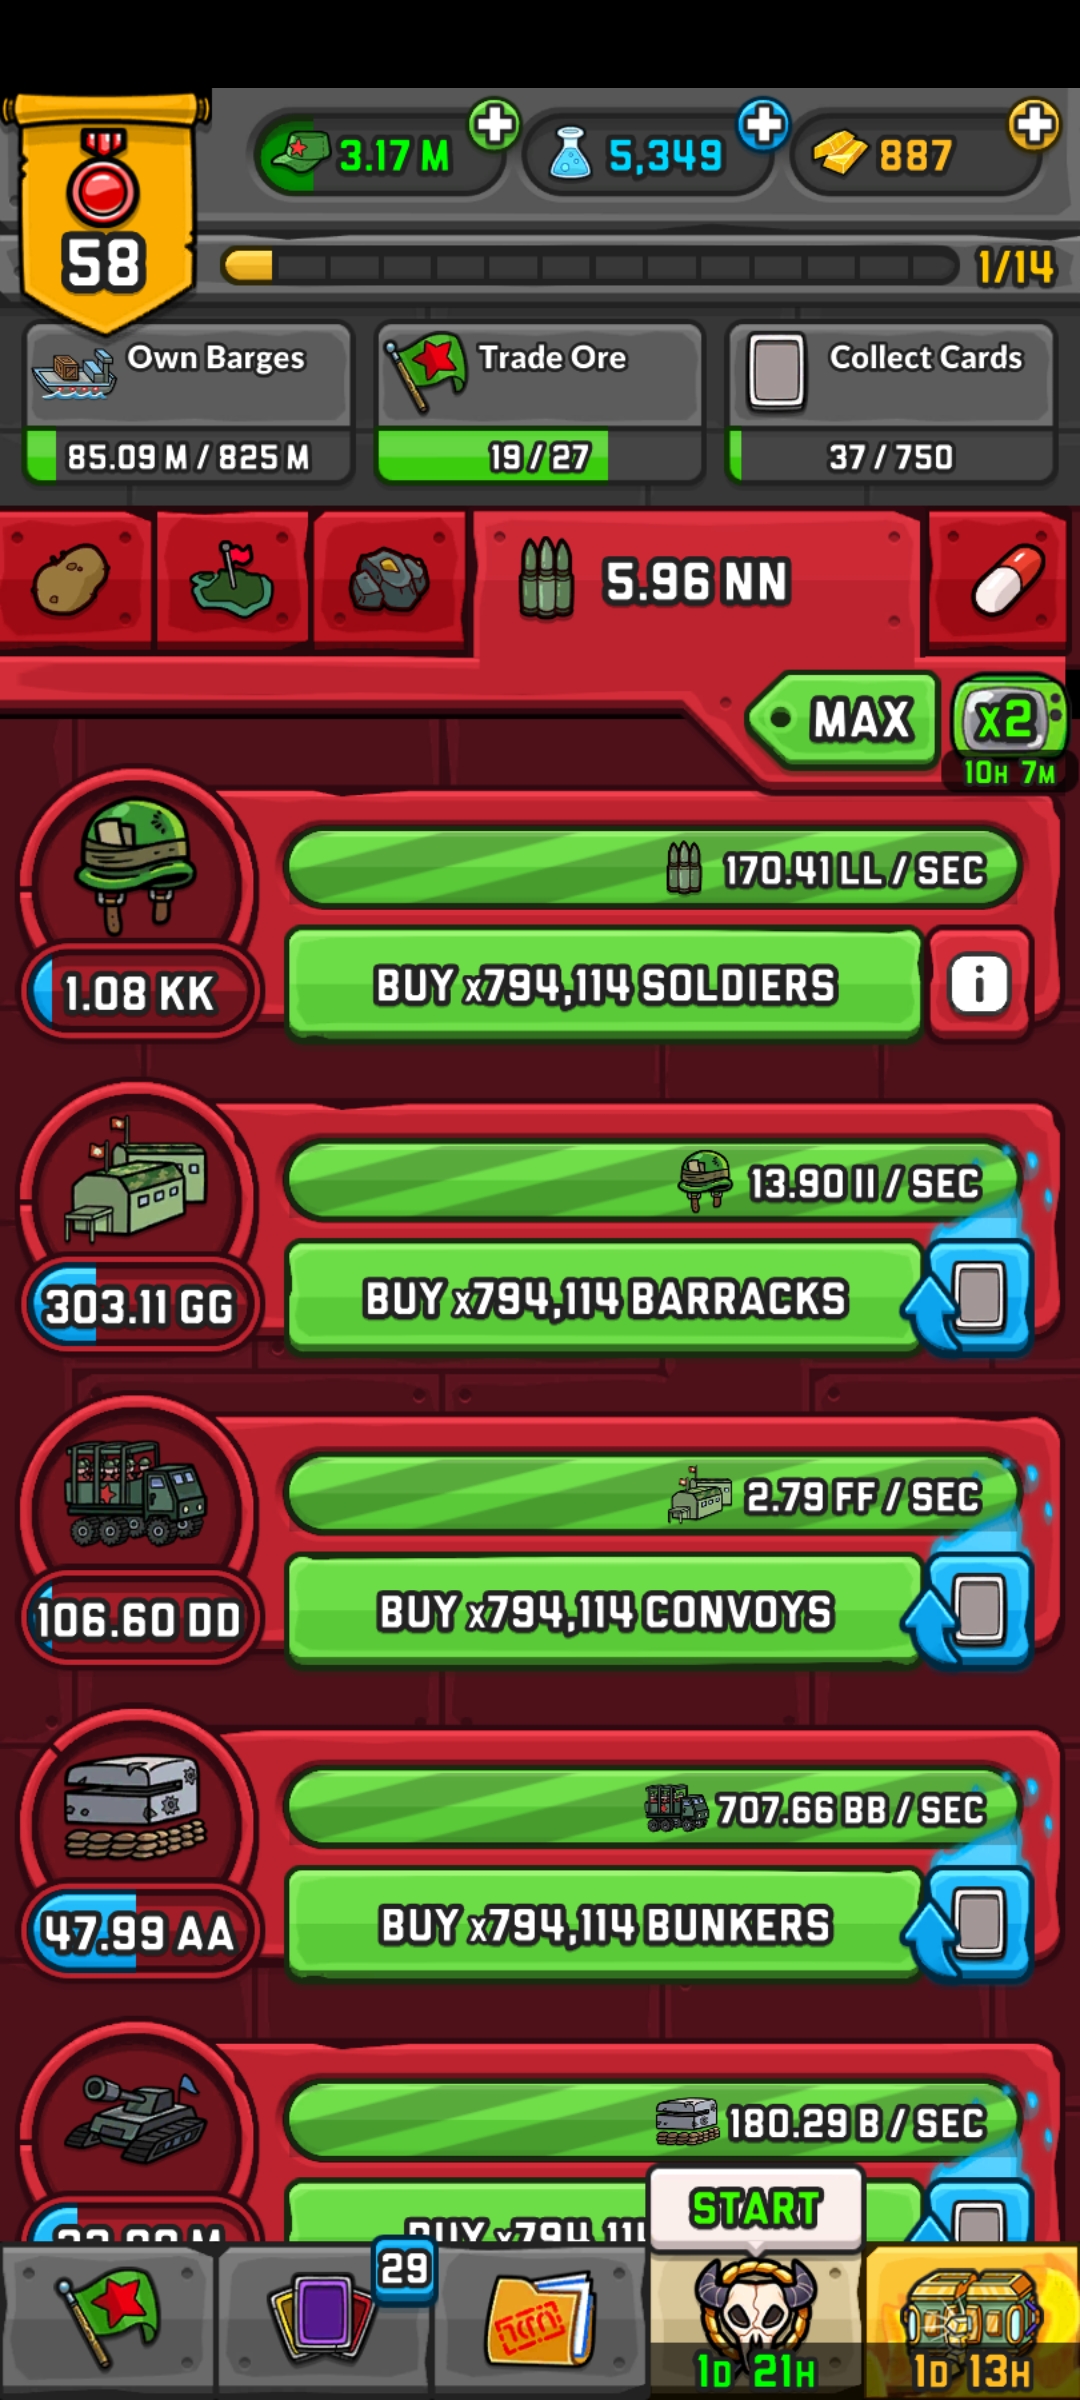 3.17 M
5,349
887
58
1/14
Own Barges
Trade Ore
Collect Cards
85.09 M / 825 M
19 / 27
37 / 750
5.96 NN
MAX
x2
10H 7M
170.41 LL / SEC
1.08 KK
BUY x794,114 SOLDIERS
i
13.90 II / SEC
303.11 GG
BUY x794,114 BARRACKS
2.79 FF / SEC
106.60 DD
BUY x794,114 CONVOYS
707.66 BB / SEC
47.99 AA
BUY x794,114 BUNKERS
180.29 B / SEC
BUY x794,114
START
29
1D 21H
1D 13H